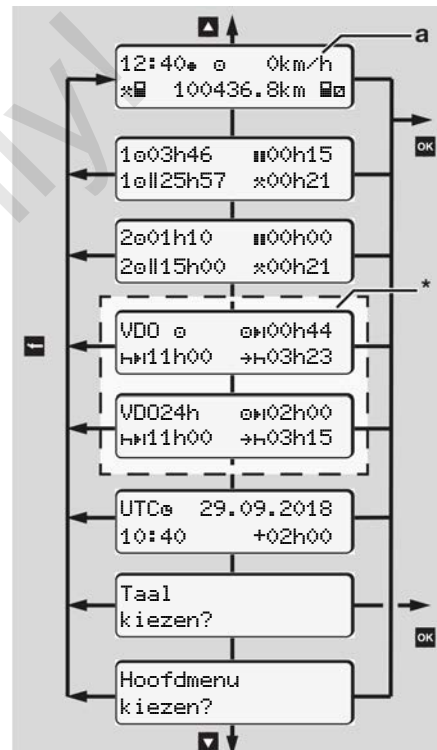 a
12:40 0km/h
100436.8km
OK
1 03h46 00h15
1 25h57 00h21
2 01h10 00h00
2 15h00 00h21
*
VDO 00h44
11h00 03h23
VDO24h 02h00
11h00 03h15
UTC 29.09.2018
10:40 +02h00
Taal
kiezen?
OK
Hoofdmenu
kiezen?